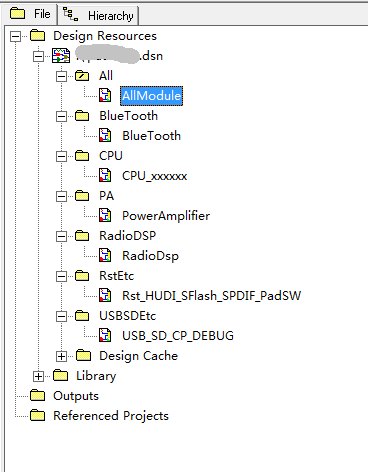 File
Hierarchy
Design Resources
.dsn
All
AllModule
BlueTooth
BlueTooth
CPU
CPU_xxxxxx
PA
PowerAmplifier
RadioDSP
RadioDsp
RstEtc
Rst_HUDI_SFlash_SPDIF_PadSW
USBSDEtc
USB_SD_CP_DEBUG
Design Cache
Library
Outputs
Referenced Projects